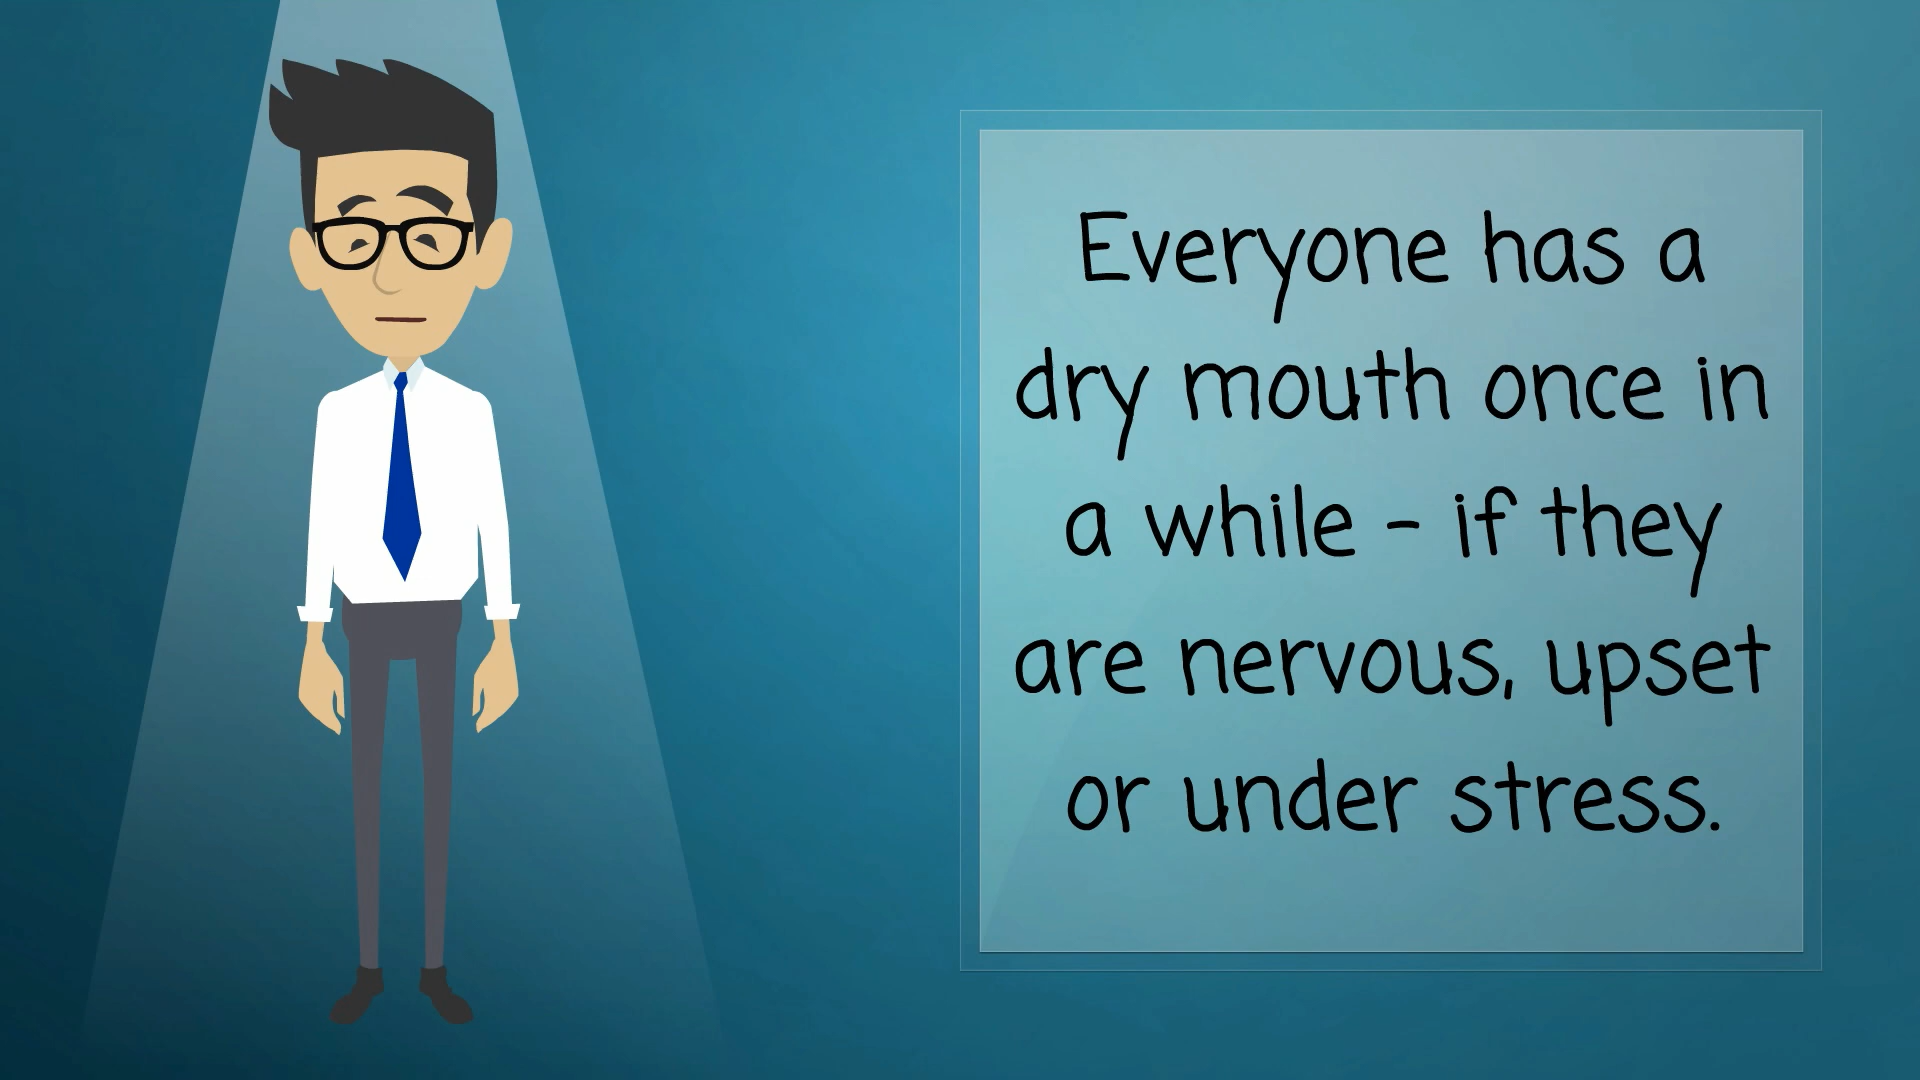 Everyone has a
dry mouth once in
a while - if they
are nervous, upset
or under stress.